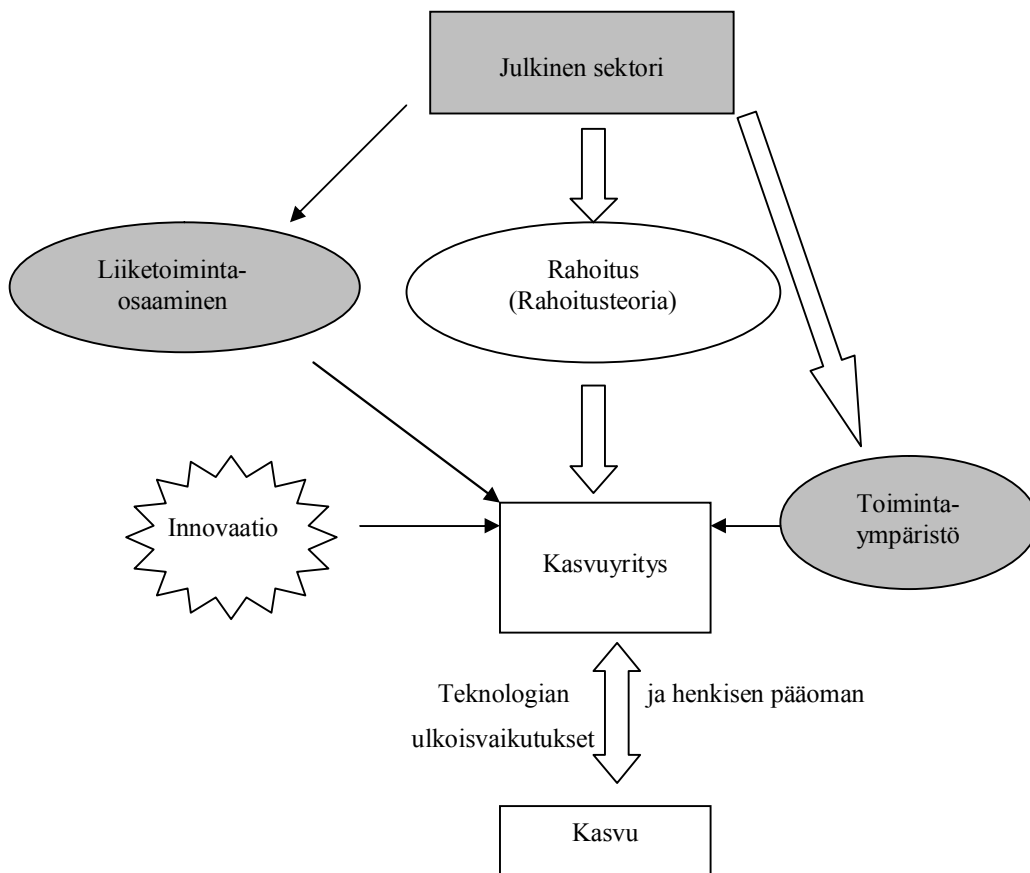 Julkinen sektori
Liiketoiminta-
osaaminen
Rahoitus
(Rahoitusteoria)
Innovaatio
Kasvuyritys
Toiminta-
ympäristö
Teknologian ja henkisen pääoman
ulkoisvaikutukset
Kasvu